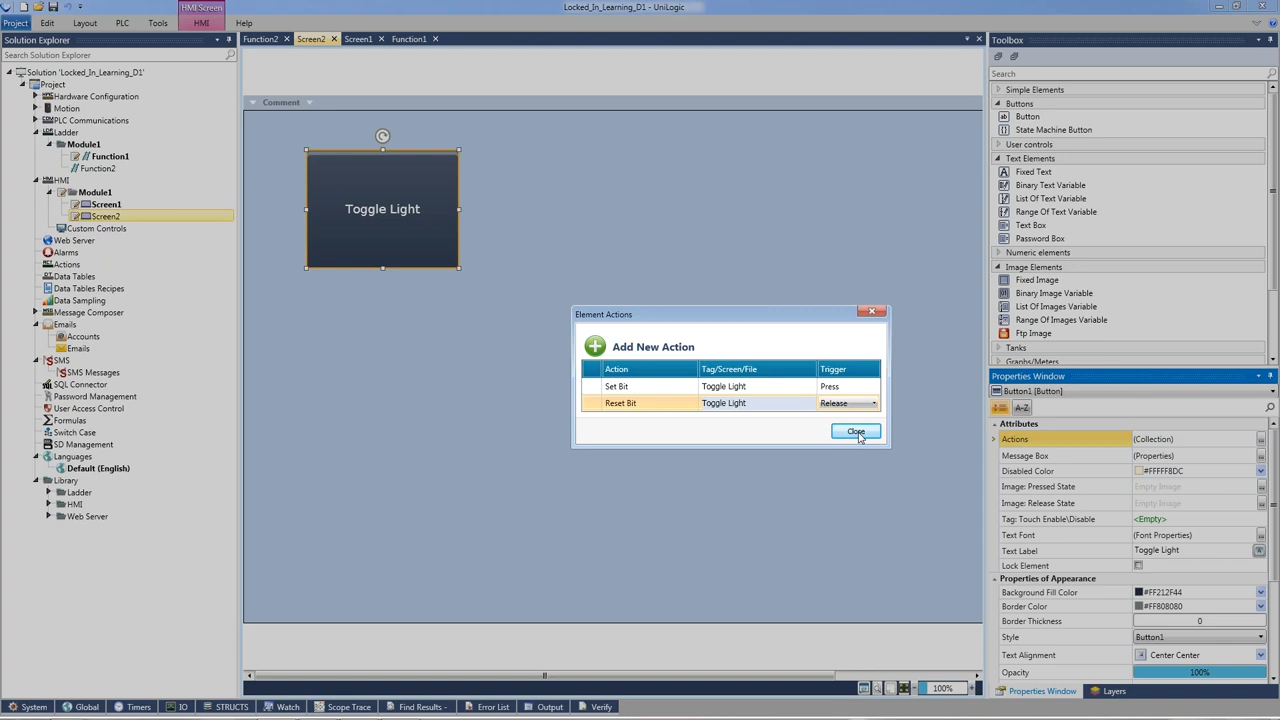 HMI Screen
Locked_In_Learning_D1 - UniLogic
Project Edit Layout PLC Tools HMI Help
Solution Explorer
Search Solution Explorer
Solution 'Locked_In_Learning_D1'
Project
Hardware Configuration
Motion
PLC Communications
Ladder
Module1
Function1
Function2
HMI
Module1
Screen1
Screen2
Custom Controls
Web Server
Alarms
Actions
Data Tables
Data Tables Recipes
Data Sampling
Message Composer
Emails
Accounts
Emails
SMS
SMS Messages
SQL Connector
Password Management
User Access Control
Formulas
Switch Case
SD Management
Languages
Default (English)
Library
Ladder
HMI
Web Server
Function2 Screen2 Screen1 Function1
Comment
Toggle Light
Element Actions
Add New Action
Action Tag/Screen/File Trigger
Set Bit Toggle Light Press
Reset Bit Toggle Light Release
Close
100%
Toolbox
Search
Simple Elements
Buttons
ab Button
State Machine Button
User controls
Text Elements
Fixed Text
Binary Text Variable
List Of Text Variable
Range Of Text Variable
Text Box
Password Box
Numeric elements
Image Elements
Fixed Image
Binary Image Variable
List Of Images Variable
Range Of Images Variable
Ftp Image
Tanks
Graphs/Meters
Properties Window
Button1 [Button]
A-Z
Attributes
Actions (Collection)
Message Box (Properties)
Disabled Color #FFFFF8DC
Image: Pressed State Empty Image
Image: Release State Empty Image
Tag: Touch Enable\Disable <Empty>
Text Font (Font Properties)
Text Label Toggle Light
Lock Element
Properties of Appearance
Background Fill Color #FF212F44
Border Color #FF808080
Border Thickness 0
Style Button1
Text Alignment Center Center
Opacity 100%
Properties Window Layers
System Global Timers IO STRUCTS Watch Scope Trace Find Results - Error List Output Verify